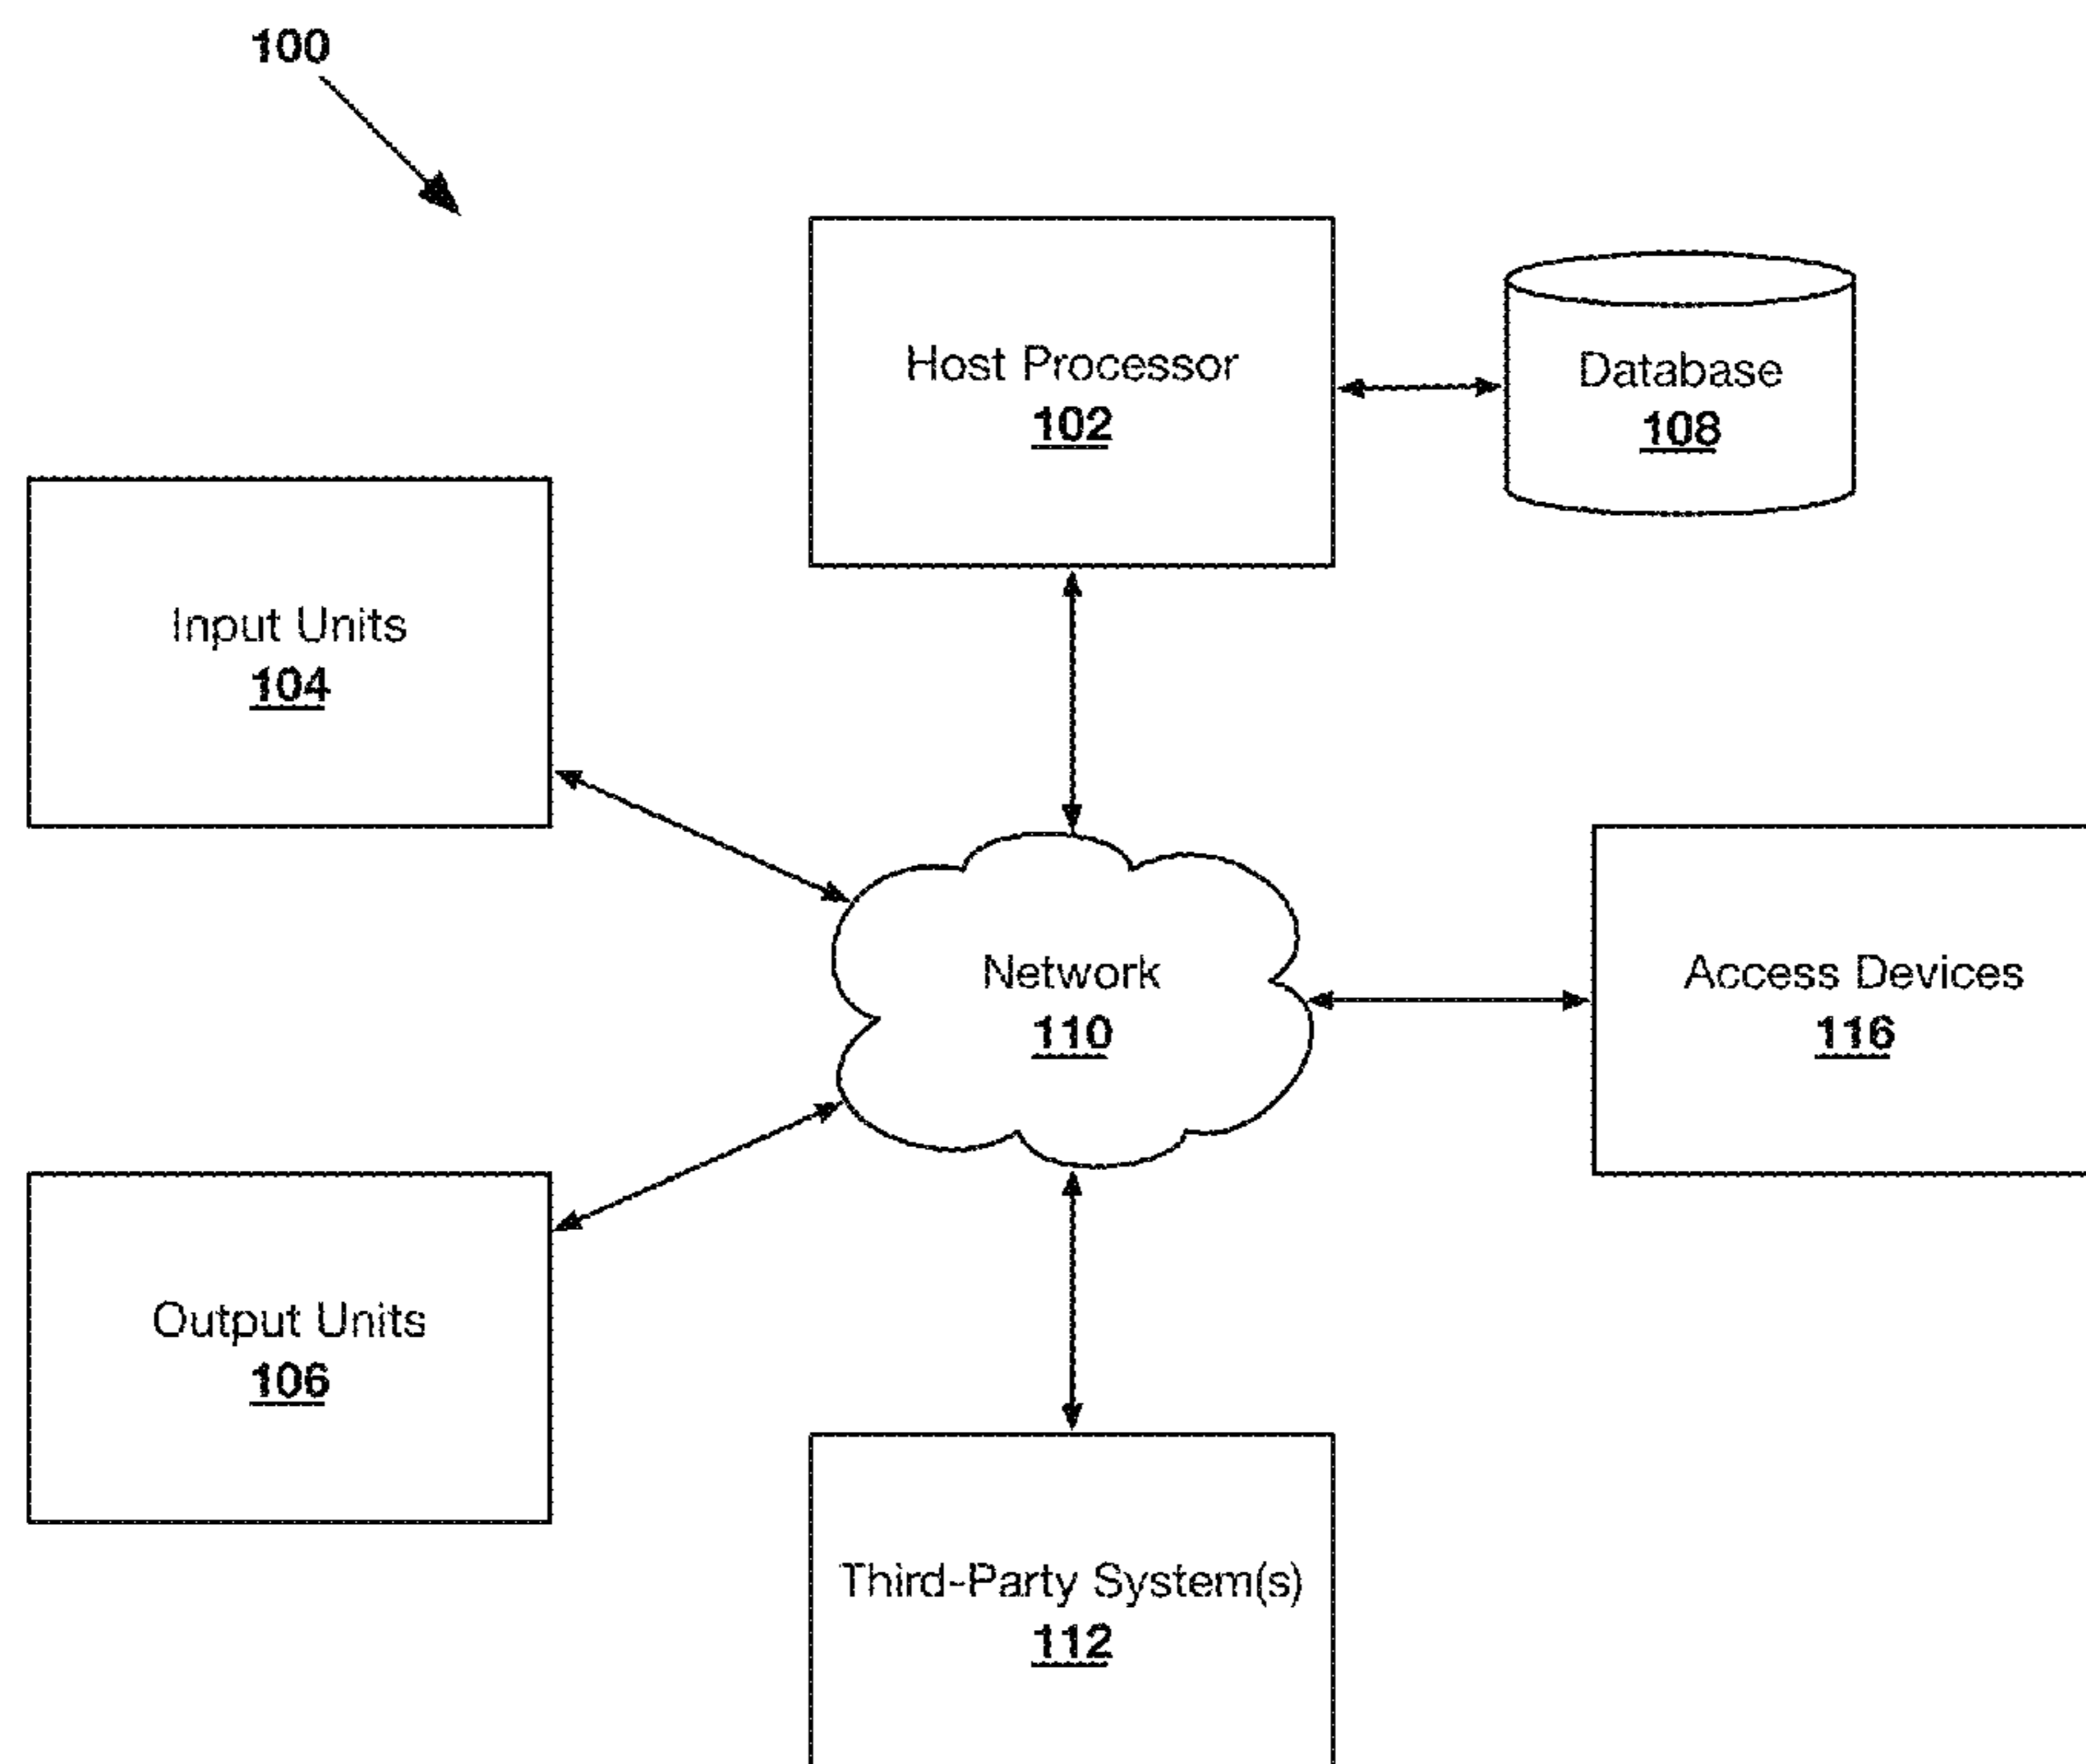 100
Host Processor
102
Database
108
Input Units
104
Network
110
Access Devices
116
Output Units
106
Third-Party System(s)
112